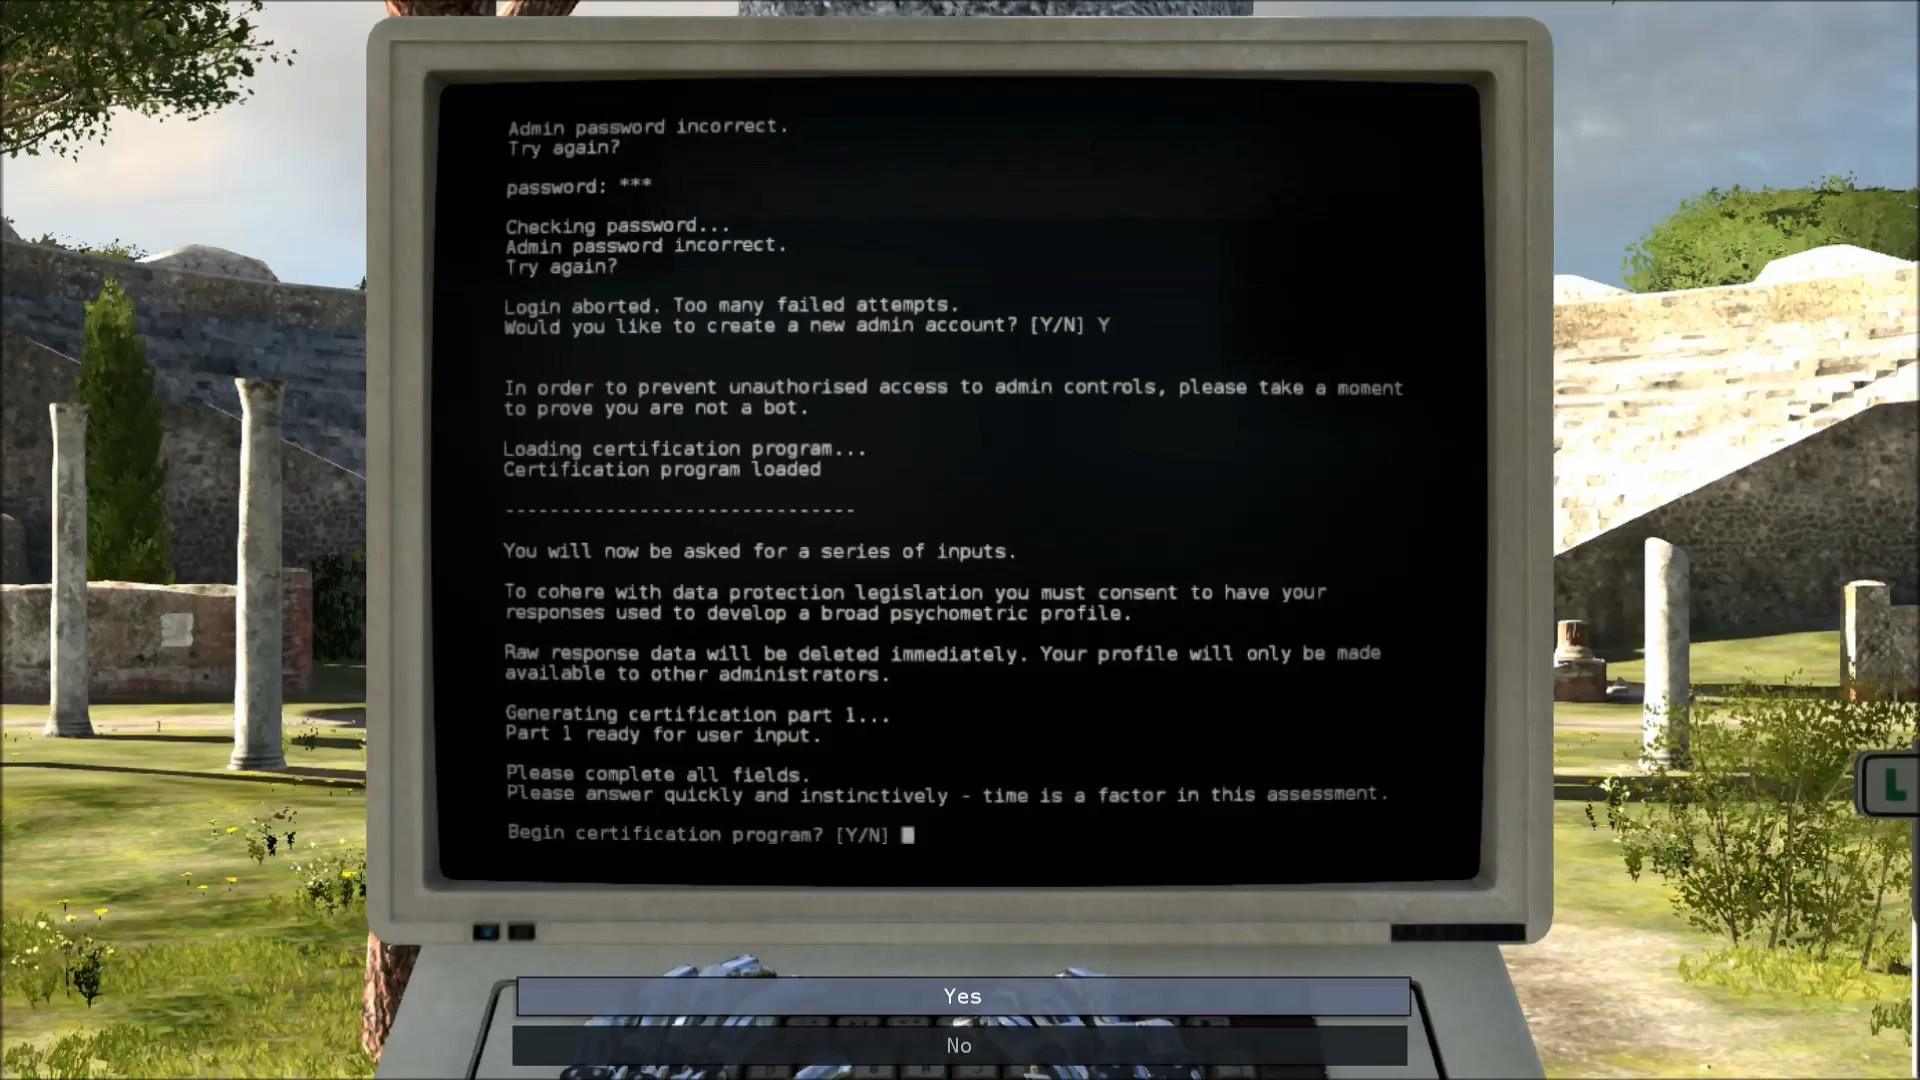 Admin password incorrect.
Try again?
password: ***
Checking password...
Admin password incorrect.
Try again?
Login aborted. Too many failed attempts.
Would you like to create a new admin account? [Y/N] Y
In order to prevent unauthorised access to admin controls, please take a moment
to prove you are not a bot.
Loading certification program...
Certification program loaded
------------------------------
You will now be asked for a series of inputs.
To cohere with data protection legislation you must consent to have your
responses used to develop a broad psychometric profile.
Raw response data will be deleted immediately. Your profile will only be made
available to other administrators.
Generating certification part 1...
Part 1 ready for user input.
Please complete all fields.
Please answer quickly and instinctively - time is a factor in this assessment.
Begin certification program? [Y/N]
L
Yes
No